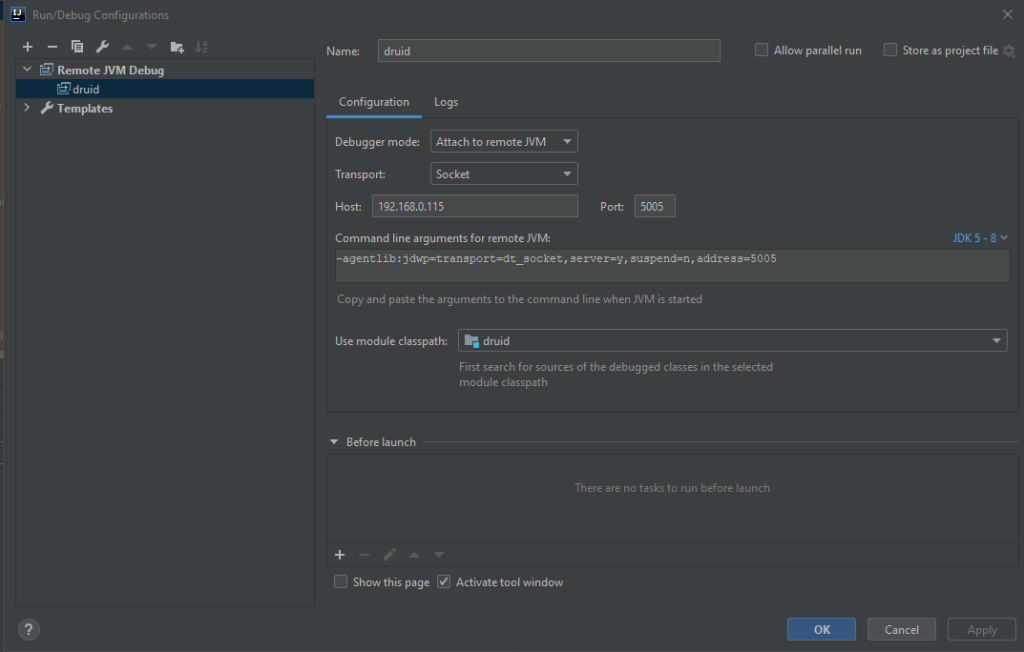 Run/Debug Configurations
Name: druid
Allow parallel run
Store as project file
Remote JVM Debug
druid
Templates
Configuration
Logs
Debugger mode: Attach to remote JVM
Transport: Socket
Host: 192.168.0.115
Port: 5005
Command line arguments for remote JVM:
JDK 5 - 8
-agentlib:jdwp=transport=dt_socket,server=y,suspend=n,address=5005
Copy and paste the arguments to the command line when JVM is started
Use module classpath: druid
First search for sources of the debugged classes in the selected
module classpath
Before launch
There are no tasks to run before launch
Show this page
Activate tool window
?
OK
Cancel
Apply